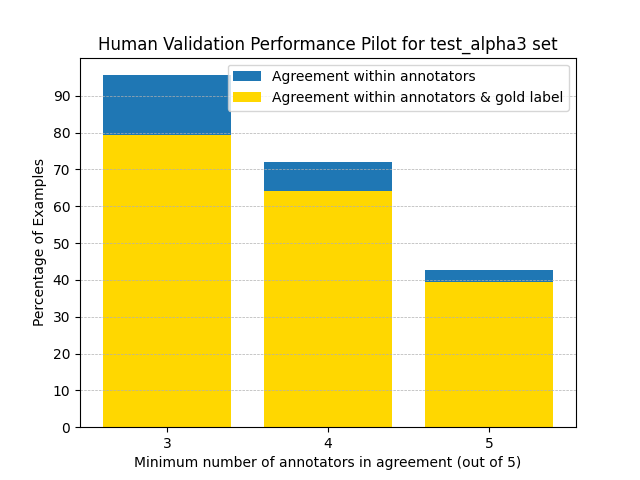 Human Validation Performance Pilot for test_alpha3 set
Agreement within annotators
Agreement within annotators & gold label
Percentage of Examples
90
80
70
60
50
40
30
20
10
0
3 4 5
Minimum number of annotators in agreement (out of 5)